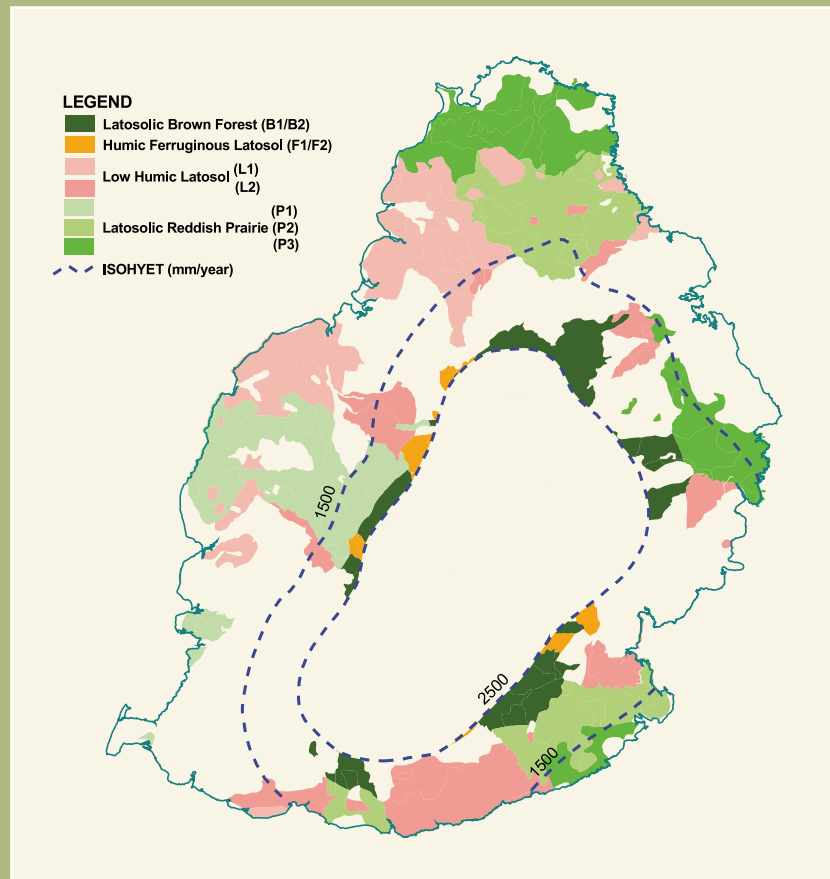 LEGEND
Latosolic Brown Forest (B1/B2)
Humic Ferruginous Latosol (F1/F2)
Low Humic Latosol (L1)
(L2)
(P1)
Latosolic Reddish Prairie (P2)
(P3)
ISOHYET (mm/year)
1500
2500
1500